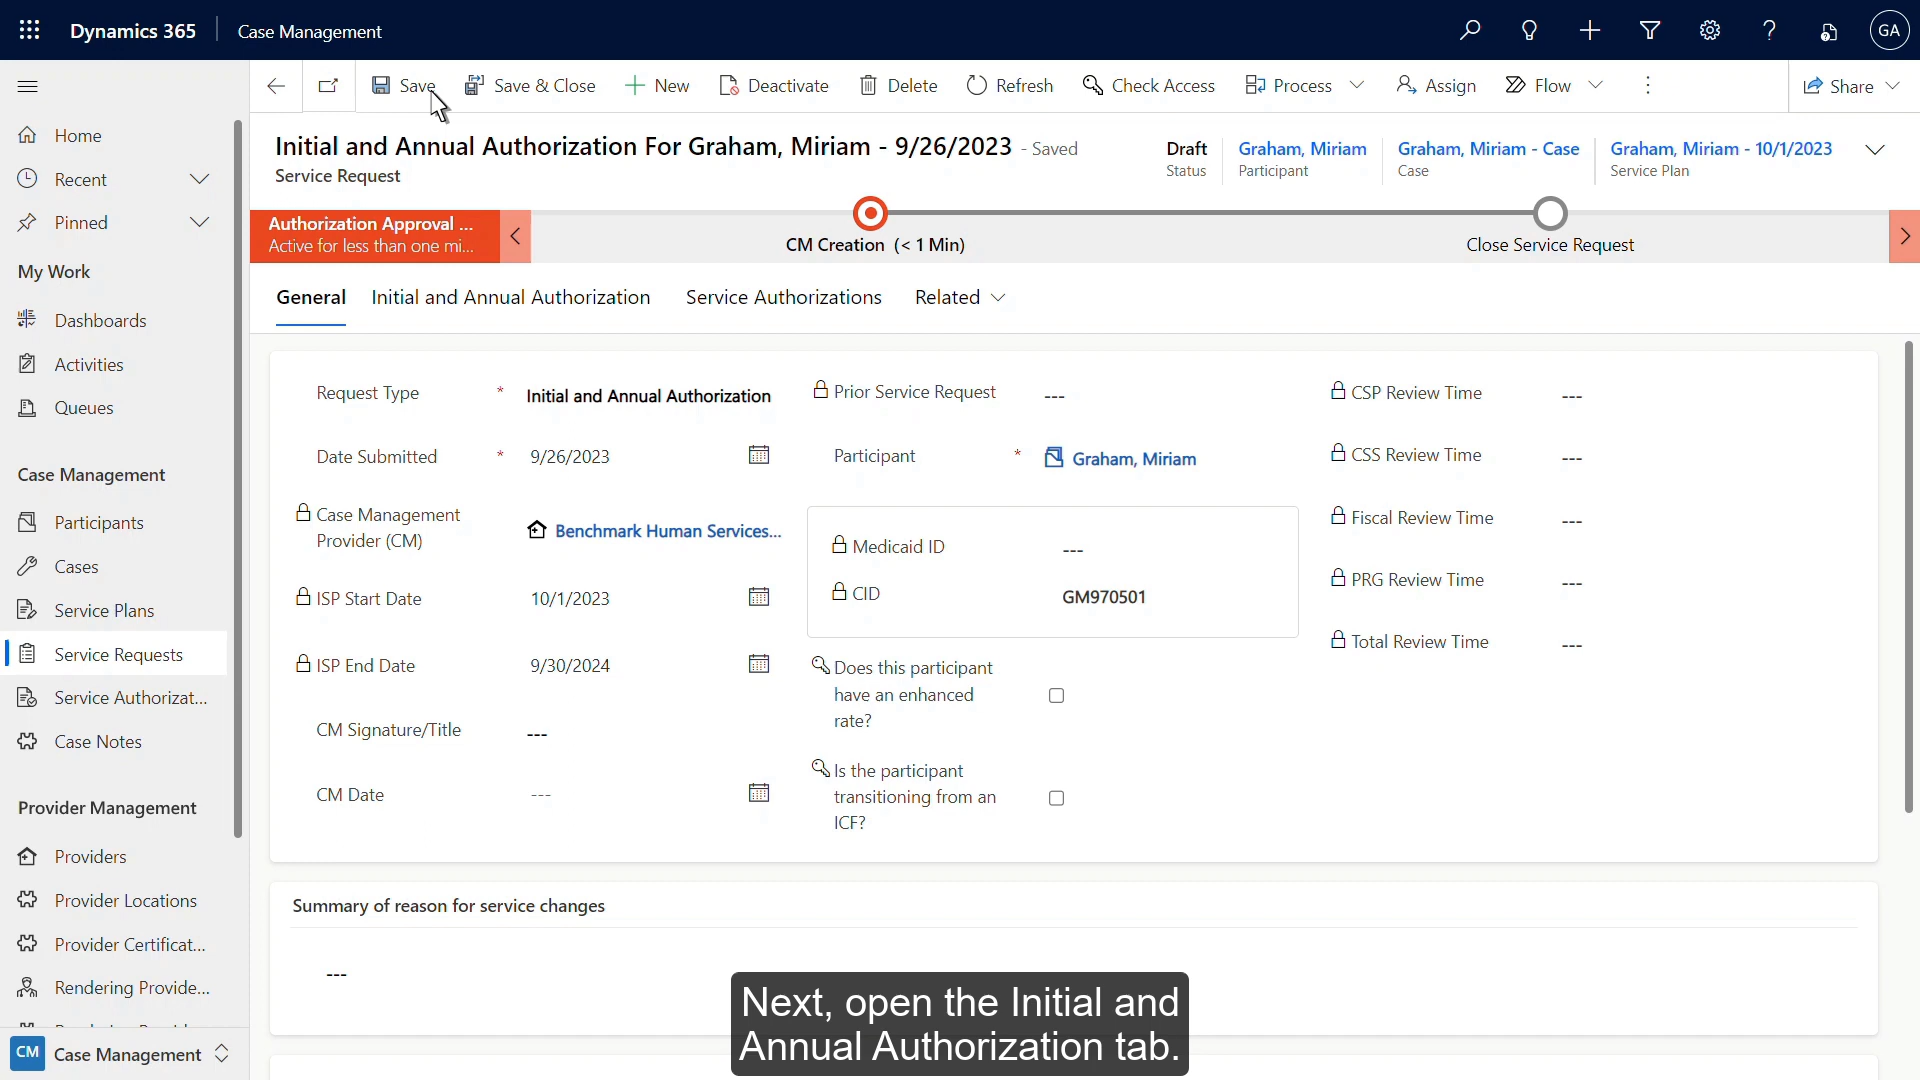 Dynamics 365
Case Management
GA
Save
Save & Close
New
Deactivate
Delete
Refresh
Check Access
Process
Assign
Flow
Share
Home
Recent
Pinned
My Work
Dashboards
Activities
Queues
Case Management
Participants
Cases
Service Plans
Service Requests
Service Authorizat...
Case Notes
Provider Management
Providers
Provider Locations
Provider Certificat...
Rendering Provide...
CM Case Management
Initial and Annual Authorization For Graham, Miriam - 9/26/2023 - Saved
Service Request
Draft
Status
Graham, Miriam
Participant
Graham, Miriam - Case
Case
Graham, Miriam - 10/1/2023
Service Plan
Authorization Approval ...
Active for less than one mi...
CM Creation (< 1 Min)
Close Service Request
General
Initial and Annual Authorization
Service Authorizations
Related
Request Type * Initial and Annual Authorization
Date Submitted * 9/26/2023
Case Management
Provider (CM)
Benchmark Human Services...
ISP Start Date 10/1/2023
ISP End Date 9/30/2024
CM Signature/Title ---
CM Date ---
Prior Service Request ---
Participant * Graham, Miriam
Medicaid ID ---
CID GM970501
Does this participant
have an enhanced
rate?
Is the participant
transitioning from an
ICF?
CSP Review Time ---
CSS Review Time ---
Fiscal Review Time ---
PRG Review Time ---
Total Review Time ---
Summary of reason for service changes
---
Next, open the Initial and
Annual Authorization tab.